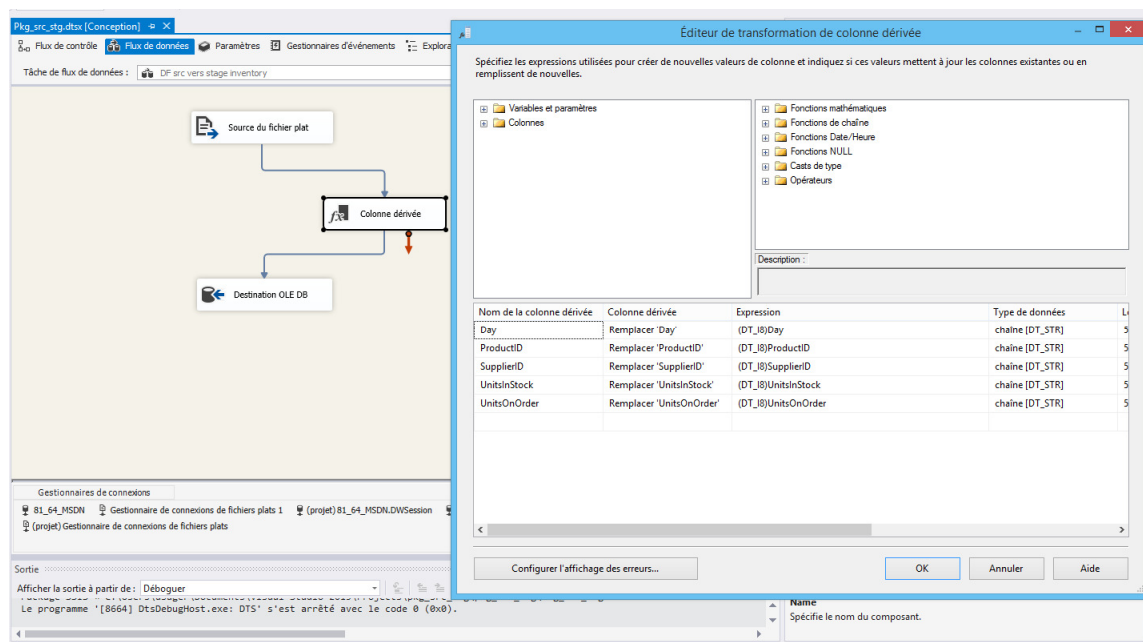 Pkg_src_stg.dtsx [Conception]
Flux de contrôle Flux de données Paramètres Gestionnaires d'événements Explora
Tâche de flux de données : DF src vers stage inventory
Source du fichier plat
Colonne dérivée
Destination OLE DB
Gestionnaires de connexions
81_64_MSDN Gestionnaire de connexions de fichiers plats 1 (projet) 81_64_MSDN.DWSession
(projet) Gestionnaire de connexions de fichiers plats
Sortie
Afficher la sortie à partir de : Déboguer
Le programme '[8664] DtsDebugHost.exe: DTS' s'est arrêté avec le code 0 (0x0).
Éditeur de transformation de colonne dérivée
Spécifiez les expressions utilisées pour créer de nouvelles valeurs de colonne et indiquez si ces valeurs mettent à jour les colonnes existantes ou en
remplissent de nouvelles.
Variables et paramètres
Colonnes
Fonctions mathématiques
Fonctions de chaîne
Fonctions Date/Heure
Fonctions NULL
Casts de type
Opérateurs
Description :
Nom de la colonne dérivée Colonne dérivée Expression Type de données
Day Remplacer 'Day' (DT_I8)Day chaîne [DT_STR] 5
ProductID Remplacer 'ProductID' (DT_I8)ProductID chaîne [DT_STR] 5
SupplierID Remplacer 'SupplierID' (DT_I8)SupplierID chaîne [DT_STR] 5
UnitsInStock Remplacer 'UnitsInStock' (DT_I8)UnitsInStock chaîne [DT_STR] 5
UnitsOnOrder Remplacer 'UnitsOnOrder' (DT_I8)UnitsOnOrder chaîne [DT_STR] 5
Configurer l'affichage des erreurs... OK Annuler Aide
Name
Spécifie le nom du composant.